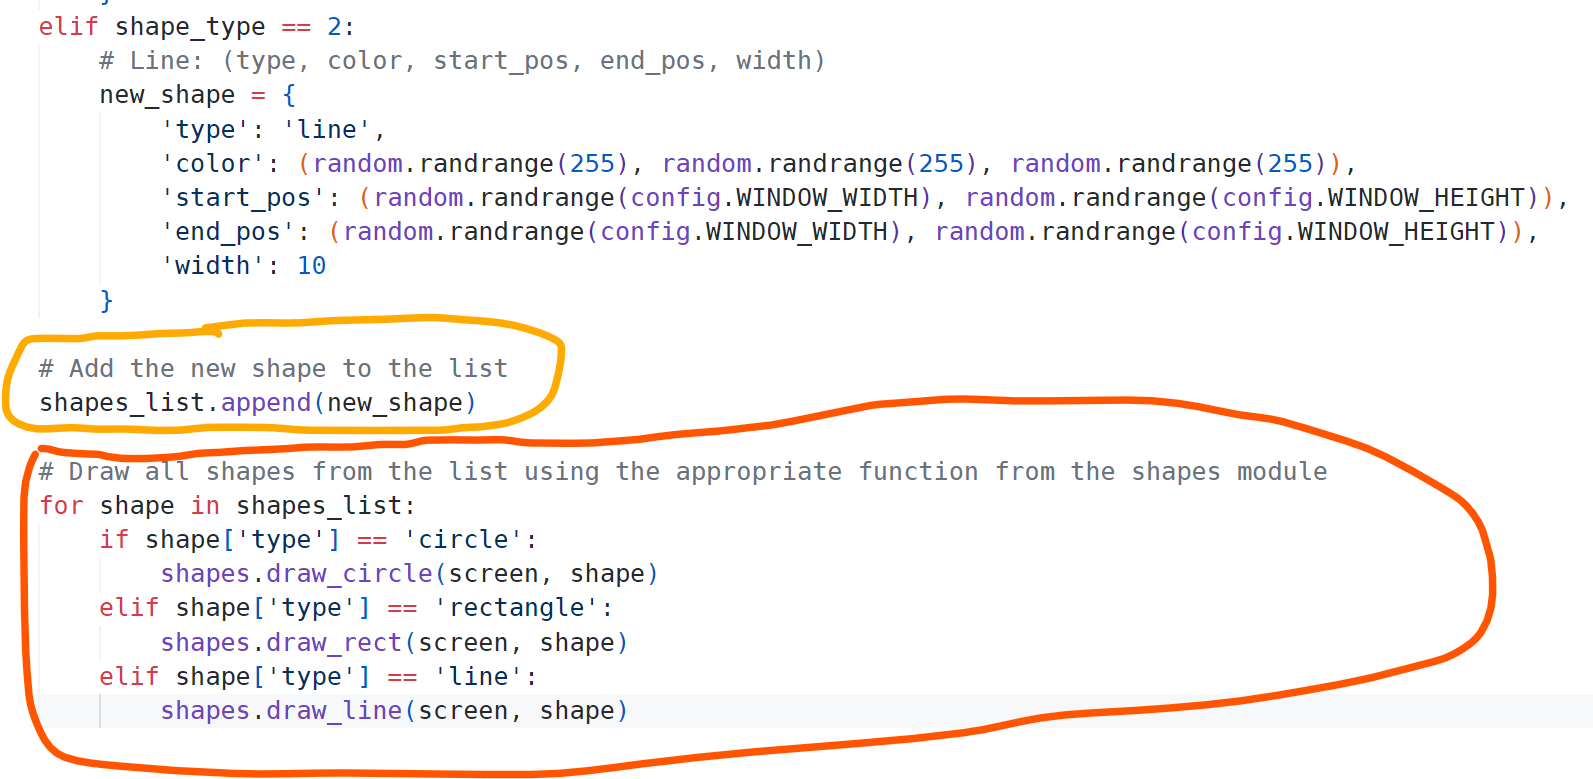 }
elif shape_type == 2:
# Line: (type, color, start_pos, end_pos, width)
new_shape = {
'type': 'line',
'color': (random.randrange(255), random.randrange(255), random.randrange(255)),
'start_pos': (random.randrange(config.WINDOW_WIDTH), random.randrange(config.WINDOW_HEIGHT)),
'end_pos': (random.randrange(config.WINDOW_WIDTH), random.randrange(config.WINDOW_HEIGHT)),
'width': 10
}
# Add the new shape to the list
shapes_list.append(new_shape)
# Draw all shapes from the list using the appropriate function from the shapes module
for shape in shapes_list:
if shape['type'] == 'circle':
shapes.draw_circle(screen, shape)
elif shape['type'] == 'rectangle':
shapes.draw_rect(screen, shape)
elif shape['type'] == 'line':
shapes.draw_line(screen, shape)